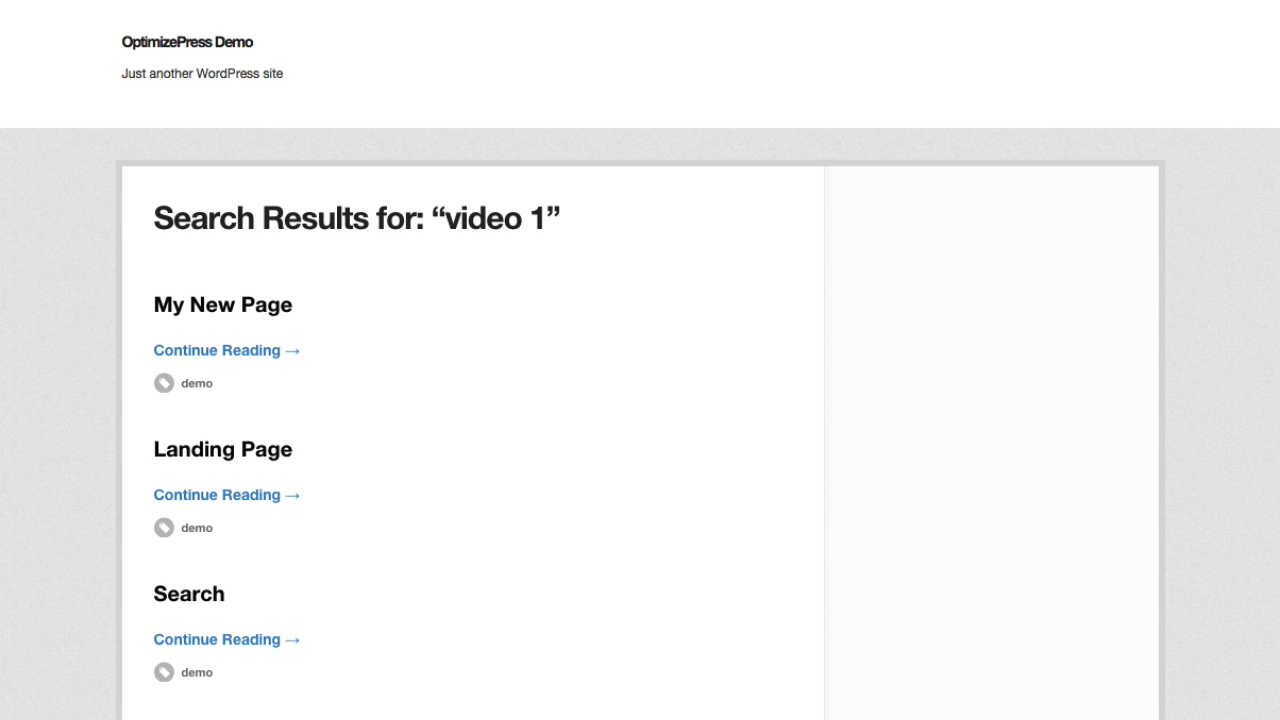 OptimizePress Demo
Just another WordPress site
Search Results for: “video 1”
My New Page
Continue Reading →
demo
Landing Page
Continue Reading →
demo
Search
Continue Reading →
demo